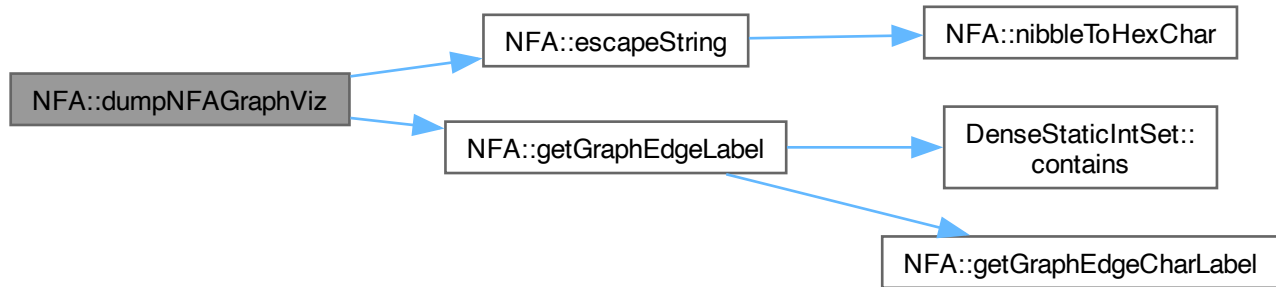 NFA::dumpNFAGraphViz
NFA::escapeString
NFA::nibbleToHexChar
NFA::getGraphEdgeLabel
DenseStaticIntSet::
contains
NFA::getGraphEdgeCharLabel